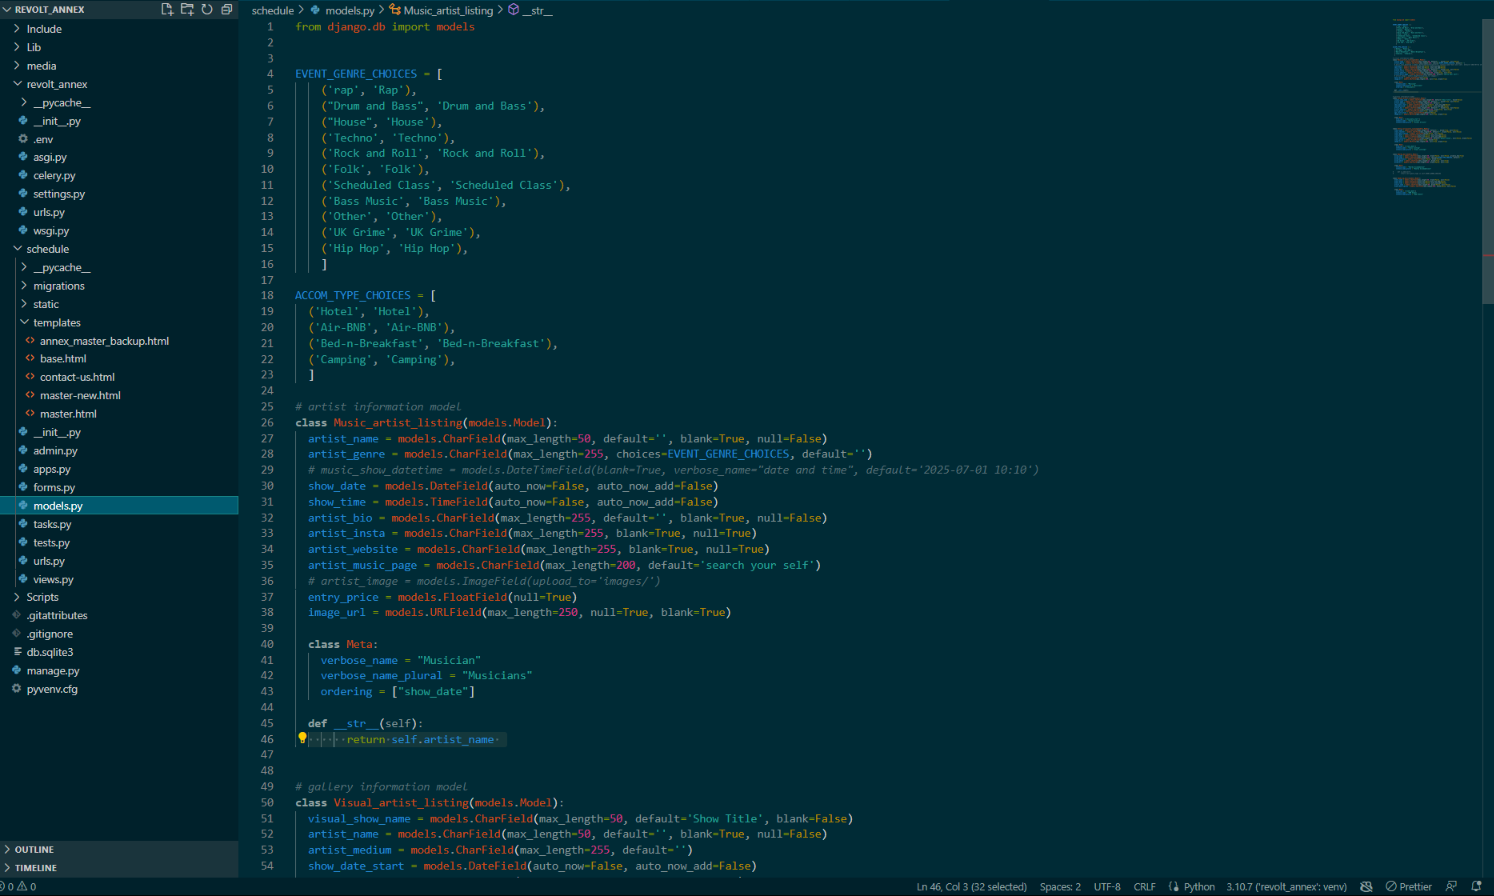 REVOLT_ANNEX
Include
Lib
media
revolt_annex
__pycache__
__init__.py
.env
asgi.py
celery.py
settings.py
urls.py
wsgi.py
schedule
__pycache__
migrations
static
templates
annex_master_backup.html
base.html
contact-us.html
master-new.html
master.html
__init__.py
admin.py
apps.py
forms.py
models.py
tasks.py
tests.py
urls.py
views.py
Scripts
.gitattributes
.gitignore
db.sqlite3
manage.py
pyvenv.cfg
OUTLINE
TIMELINE
schedule > models.py > Music_artist_listing > __str__
1 from django.db import models
2
3
4 EVENT_GENRE_CHOICES = [
5 ('rap', 'Rap'),
6 ("Drum and Bass", 'Drum and Bass'),
7 ("House", 'House'),
8 ('Techno', 'Techno'),
9 ('Rock and Roll', 'Rock and Roll'),
10 ('Folk', 'Folk'),
11 ('Scheduled Class', 'Scheduled Class'),
12 ('Bass Music', 'Bass Music'),
13 ('Other', 'Other'),
14 ('UK Grime', 'UK Grime'),
15 ('Hip Hop', 'Hip Hop'),
16 ]
17
18 ACCOM_TYPE_CHOICES = [
19 ('Hotel', 'Hotel'),
20 ('Air-BNB', 'Air-BNB'),
21 ('Bed-n-Breakfast', 'Bed-n-Breakfast'),
22 ('Camping', 'Camping'),
23 ]
24
25 # artist information model
26 class Music_artist_listing(models.Model):
27 artist_name = models.CharField(max_length=50, default='', blank=True, null=False)
28 artist_genre = models.CharField(max_length=255, choices=EVENT_GENRE_CHOICES, default='')
29 # music_show_datetime = models.DateTimeField(blank=True, verbose_name="date and time", default='2025-07-01 10:10')
30 show_date = models.DateField(auto_now=False, auto_now_add=False)
31 show_time = models.TimeField(auto_now=False, auto_now_add=False)
32 artist_bio = models.CharField(max_length=255, default='', blank=True, null=False)
33 artist_insta = models.CharField(max_length=255, blank=True, null=True)
34 artist_website = models.CharField(max_length=255, blank=True, null=True)
35 artist_music_page = models.CharField(max_length=200, default='search your self')
36 # artist_image = models.ImageField(upload_to='images/')
37 entry_price = models.FloatField(null=True)
38 image_url = models.URLField(max_length=250, null=True, blank=True)
39
40 class Meta:
41 verbose_name = "Musician"
42 verbose_name_plural = "Musicians"
43 ordering = ["show_date"]
44
45 def __str__(self):
46 return self.artist_name
47
48
49 # gallery information model
50 class Visual_artist_listing(models.Model):
51 visual_show_name = models.CharField(max_length=50, default='Show Title', blank=False)
52 artist_name = models.CharField(max_length=50, default='', blank=True, null=False)
53 artist_medium = models.CharField(max_length=255, default='')
54 show_date_start = models.DateField(auto_now=False, auto_now_add=False)
0 0 Ln 46, Col 3 (32 selected) Spaces: 2 UTF-8 CRLF Python 3.10.7 ('revolt_annex': venv) Prettier